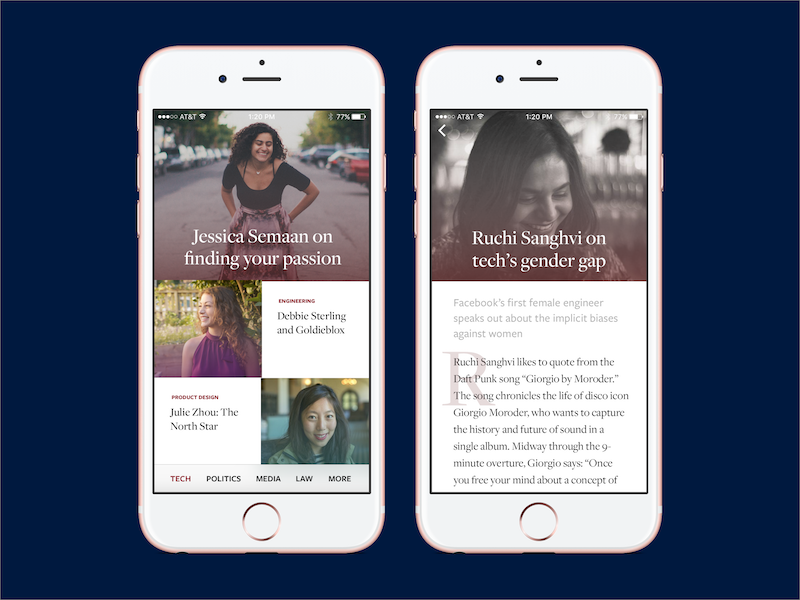 AT&T
1:20 PM
77%
Jessica Semaan on
finding your passion
ENGINEERING
Debbie Sterling
and Goldieblox
PRODUCT DESIGN
Julie Zhou: The
North Star
TECH POLITICS MEDIA LAW MORE
AT&T
1:20 PM
77%
Ruchi Sanghvi on
tech's gender gap
Facebook's first female engineer
speaks out about the implicit biases
against women
R
Ruchi Sanghvi likes to quote from the
Daft Punk song “Giorgio by Moroder.”
The song chronicles the life of disco icon
Giorgio Moroder, who wants to capture
the history and future of sound in a
single album. Midway through the 9-
minute overture, Giorgio says: “Once
you free your mind about a concept of